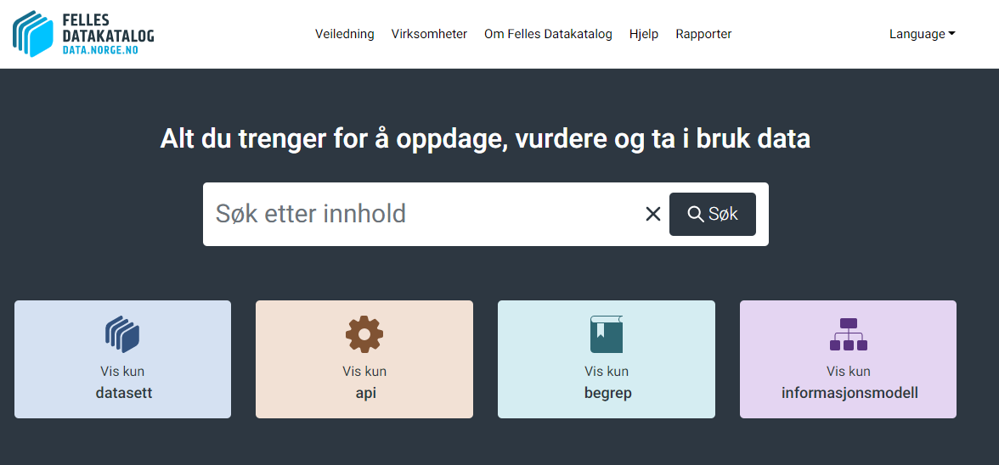 FELLES
DATAKATALOG
DATA.NORGE.NO
Veiledning Virksomheter Om Felles Datakatalog Hjelp Rapporter Language
Alt du trenger for å oppdage, vurdere og ta i bruk data
Søk etter innhold Søk
Vis kun
datasett
Vis kun
api
Vis kun
begrep
Vis kun
informasjonsmodell